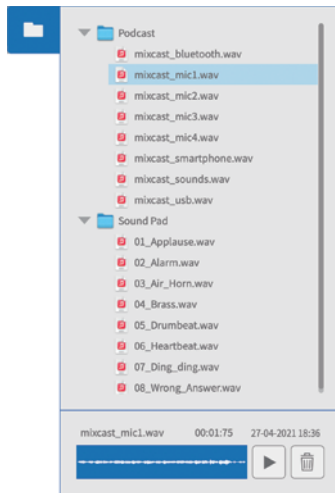 Podcast
mixcast_bluetooth.wav
mixcast_mic1.wav
mixcast_mic2.wav
mixcast_mic3.wav
mixcast_mic4.wav
mixcast_smartphone.wav
mixcast_sounds.wav
mixcast_usb.wav
Sound Pad
01_Applause.wav
02_Alarm.wav
03_Air_Horn.wav
04_Brass.wav
05_Drumbeat.wav
06_Heartbeat.wav
07_Ding_ding.wav
08_Wrong_Answer.wav
mixcast_mic1.wav 00:01:75 27-04-2021 18:36